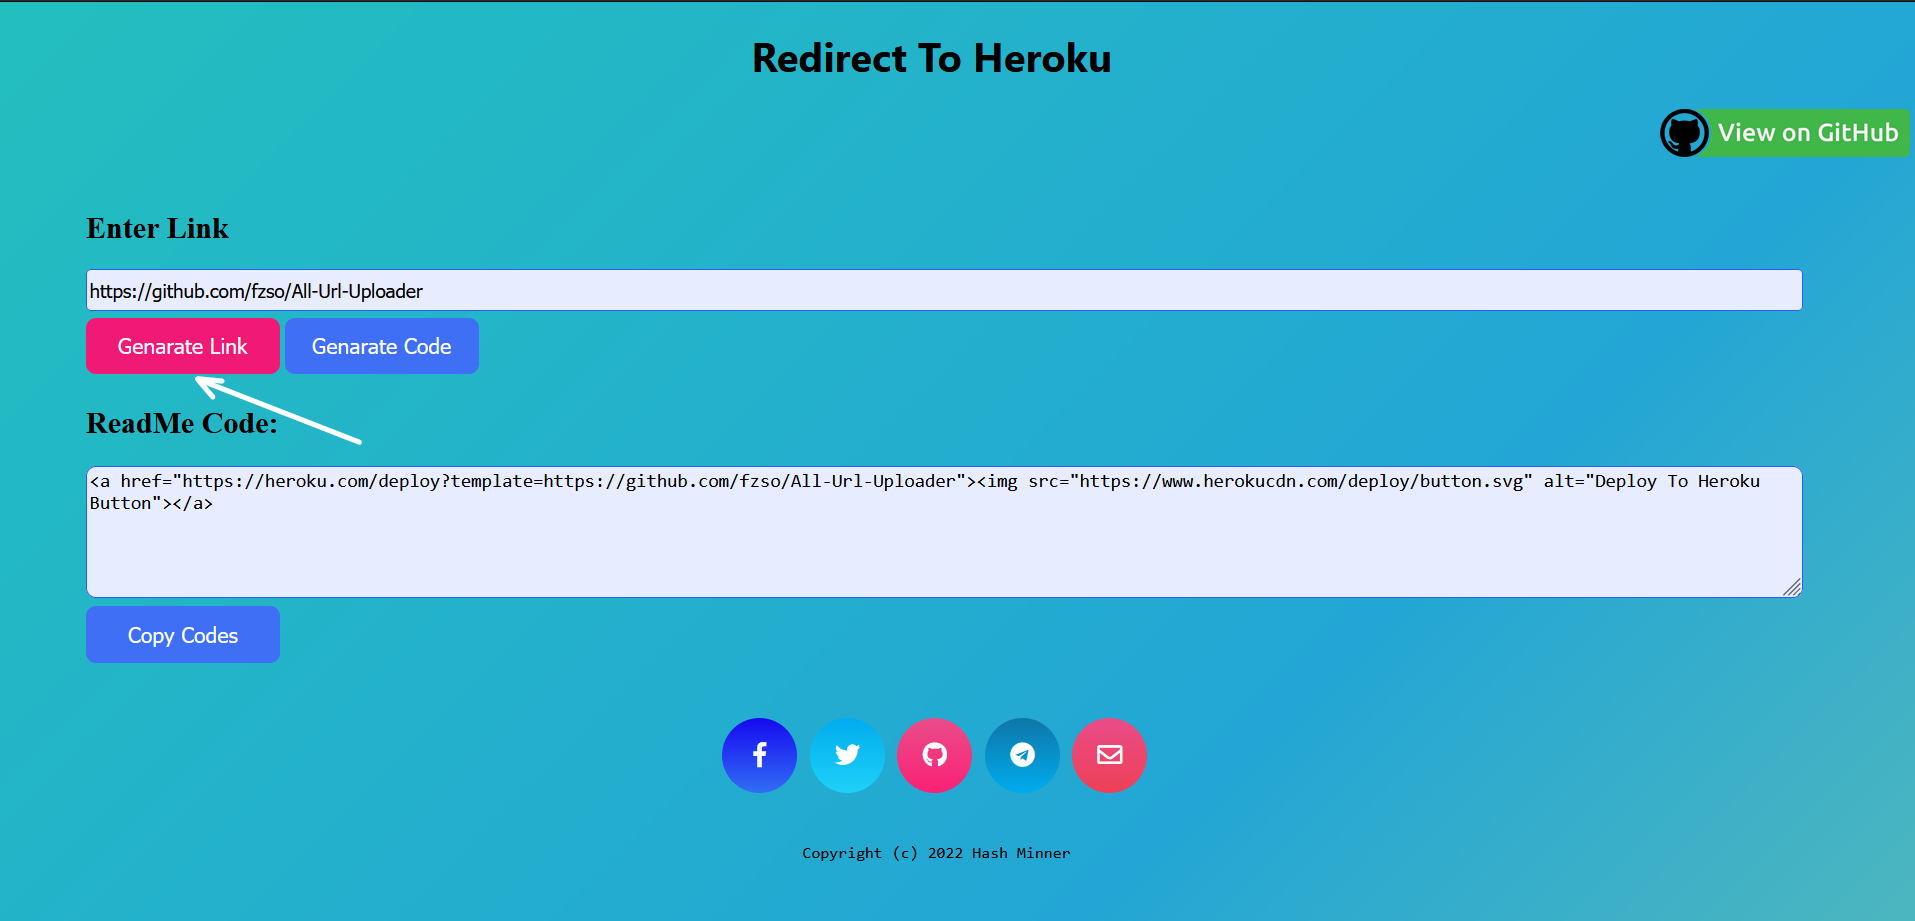 Redirect To Heroku
View on GitHub
Enter Link
https://github.com/fzso/All-Url-Uploader
Genarate Link
Genarate Code
ReadMe Code:
<a href="https://heroku.com/deploy?template=https://github.com/fzso/All-Url-Uploader"><img src="https://www.herokucdn.com/deploy/button.svg" alt="Deploy To Heroku
Button"></a>
Copy Codes
Copyright (c) 2022 Hash Minner